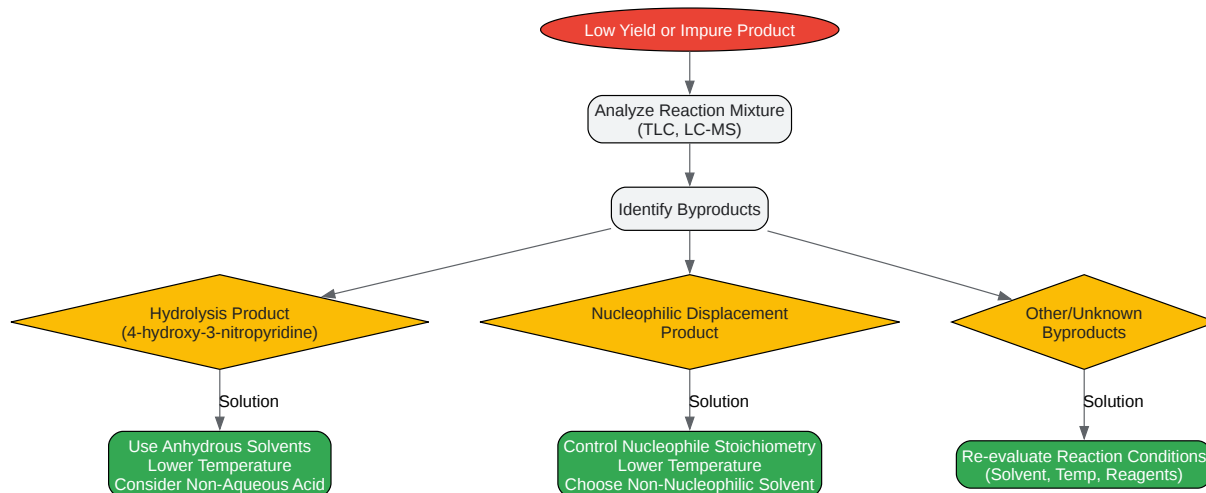 Low Yield or Impure Product
Analyze Reaction Mixture
(TLC, LC-MS)
Identify Byproducts
Hydrolysis Product
(4-hydroxy-3-nitropyridine)
Nucleophilic Displacement
Product
Other/Unknown
Byproducts
Solution
Solution
Solution
Use Anhydrous Solvents
Lower Temperature
Consider Non-Aqueous Acid
Control Nucleophile Stoichiometry
Lower Temperature
Choose Non-Nucleophilic Solvent
Re-evaluate Reaction Conditions
(Solvent, Temp, Reagents)